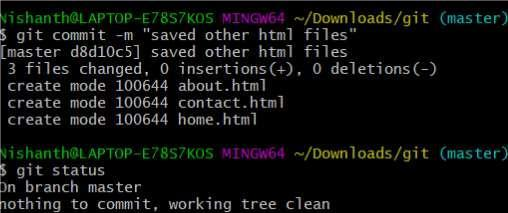 Nishanth@LAPTOP-E78S7KOS MINGW64 ~/Downloads/git (master)
$ git commit -m "saved other html files"
[master d8d10c5] saved other html files
 3 files changed, 0 insertions(+), 0 deletions(-)
 create mode 100644 about.html
 create mode 100644 contact.html
 create mode 100644 home.html

Nishanth@LAPTOP-E78S7KOS MINGW64 ~/Downloads/git (master)
$ git status
On branch master
nothing to commit, working tree clean